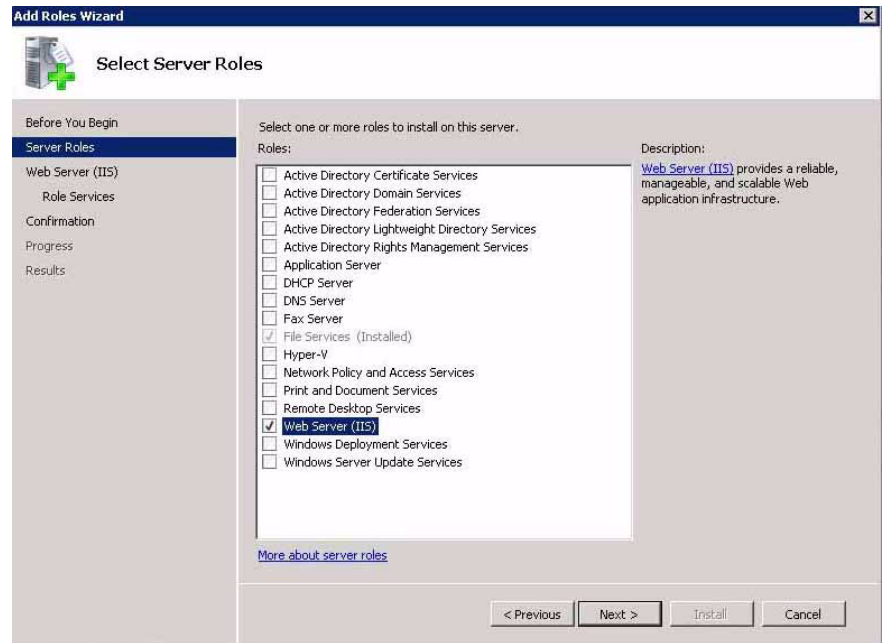 Add Roles Wizard
Select Server Roles
Before You Begin
Server Roles
Web Server (IIS)
Role Services
Confirmation
Progress
Results
Select one or more roles to install on this server.
Roles:
Active Directory Certificate Services
Active Directory Domain Services
Active Directory Federation Services
Active Directory Lightweight Directory Services
Active Directory Rights Management Services
Application Server
DHCP Server
DNS Server
Fax Server
File Services (Installed)
Hyper-V
Network Policy and Access Services
Print and Document Services
Remote Desktop Services
Web Server (IIS)
Windows Deployment Services
Windows Server Update Services
More about server roles
Description:
Web Server (IIS) provides a reliable,
manageable, and scalable Web
application infrastructure.
< Previous
Next >
Install
Cancel